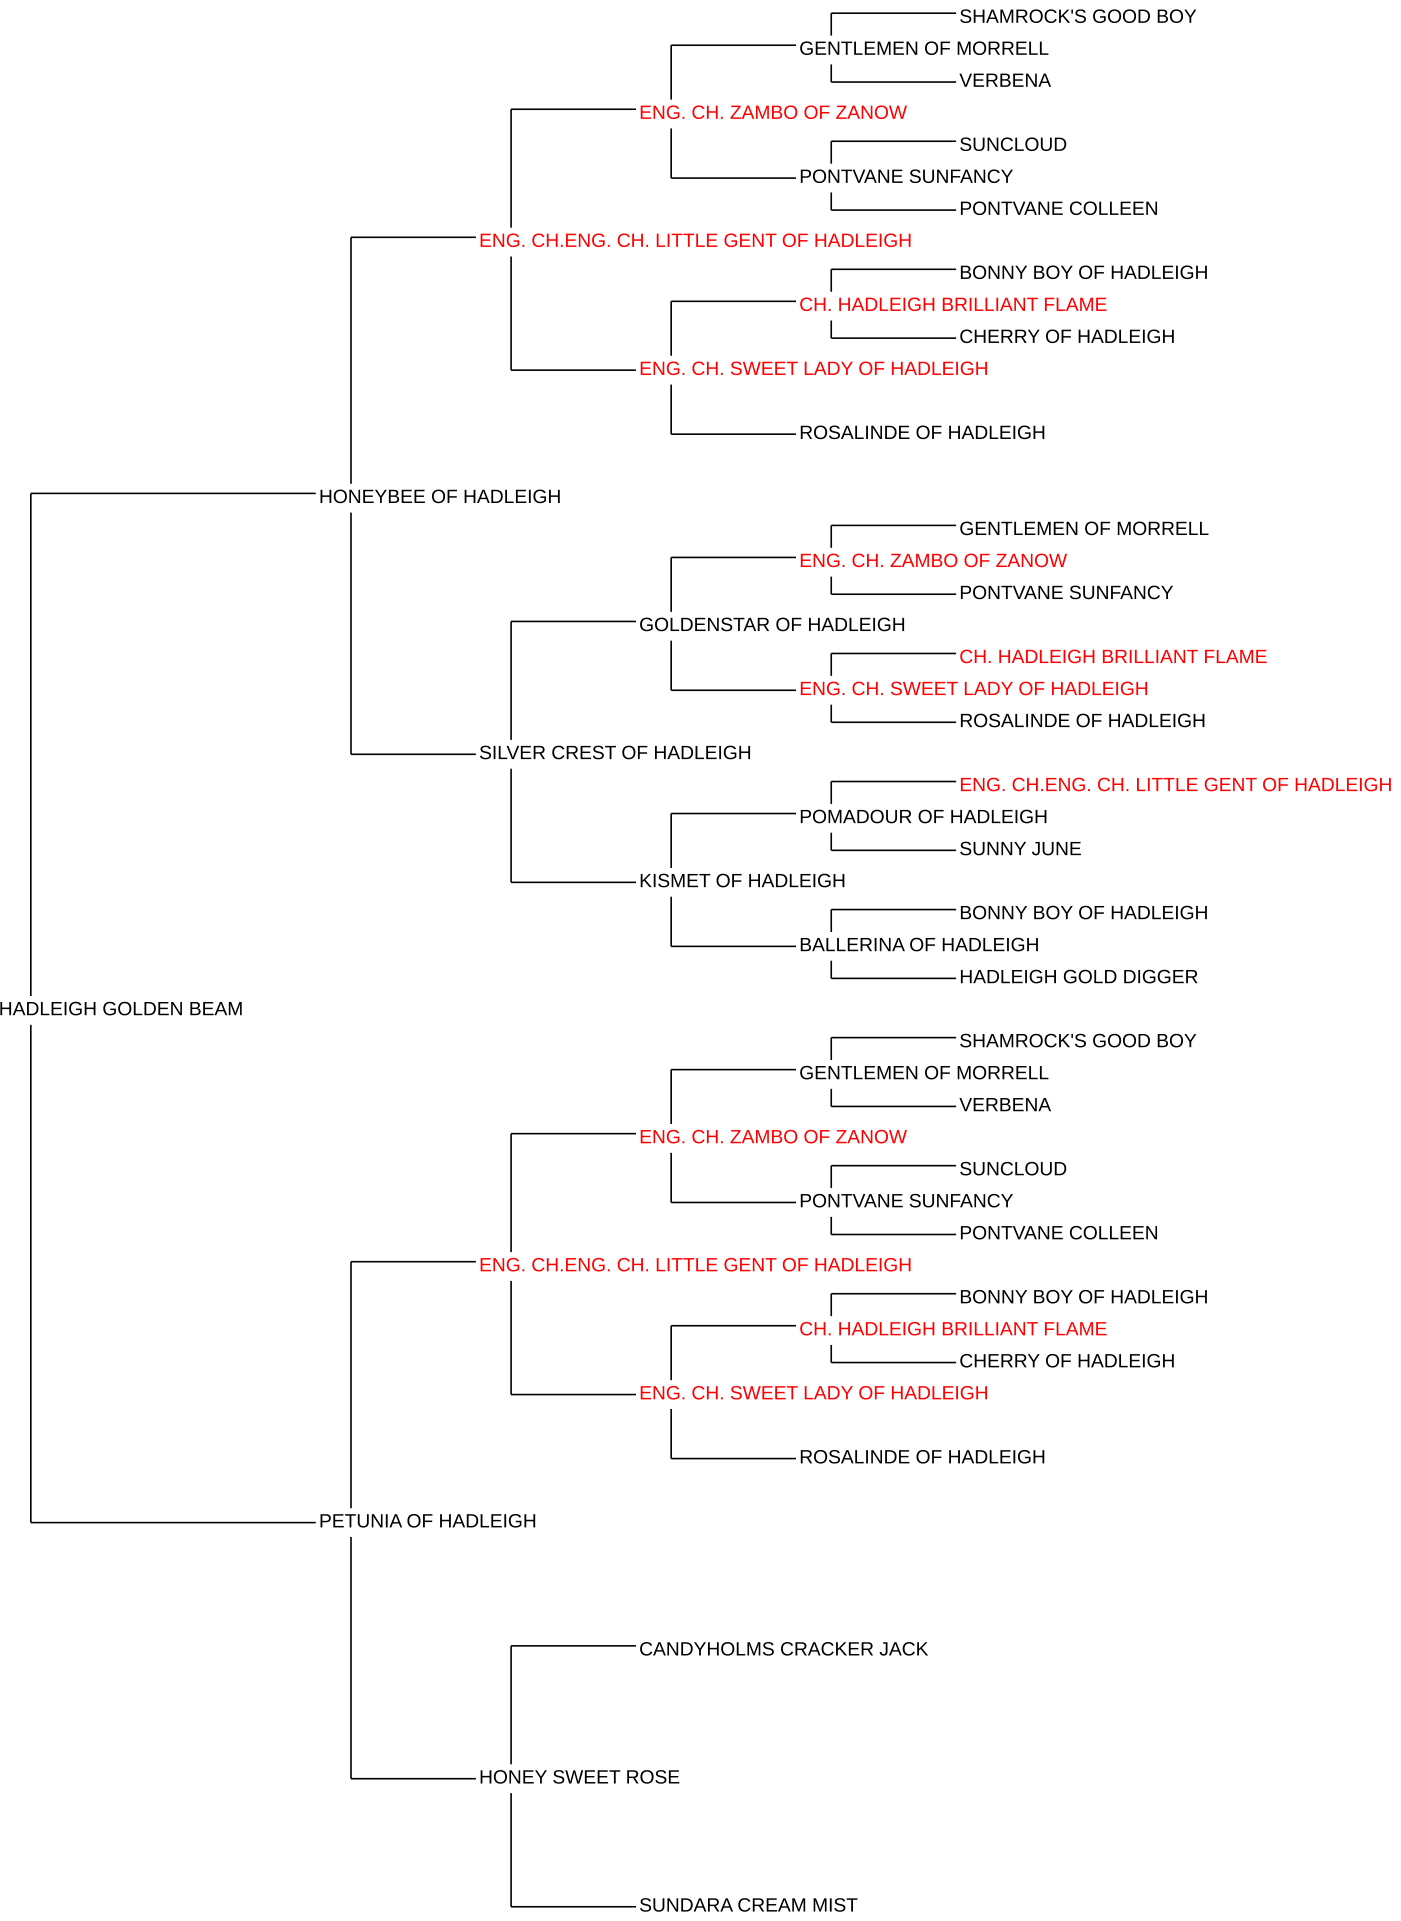 SHAMROCK'S GOOD BOY
GENTLEMEN OF MORRELL
VERBENA
ENG. CH. ZAMBO OF ZANOW
SUNCLOUD
PONTVANE SUNFANCY
PONTVANE COLLEEN
ENG. CH.ENG. CH. LITTLE GENT OF HADLEIGH
BONNY BOY OF HADLEIGH
CH. HADLEIGH BRILLIANT FLAME
CHERRY OF HADLEIGH
ENG. CH. SWEET LADY OF HADLEIGH
ROSALINDE OF HADLEIGH
HONEYBEE OF HADLEIGH
GENTLEMEN OF MORRELL
ENG. CH. ZAMBO OF ZANOW
PONTVANE SUNFANCY
GOLDENSTAR OF HADLEIGH
CH. HADLEIGH BRILLIANT FLAME
ENG. CH. SWEET LADY OF HADLEIGH
ROSALINDE OF HADLEIGH
SILVER CREST OF HADLEIGH
ENG. CH.ENG. CH. LITTLE GENT OF HADLEIGH
POMADOUR OF HADLEIGH
SUNNY JUNE
KISMET OF HADLEIGH
BONNY BOY OF HADLEIGH
BALLERINA OF HADLEIGH
HADLEIGH GOLD DIGGER
HADLEIGH GOLDEN BEAM
SHAMROCK'S GOOD BOY
GENTLEMEN OF MORRELL
VERBENA
ENG. CH. ZAMBO OF ZANOW
SUNCLOUD
PONTVANE SUNFANCY
PONTVANE COLLEEN
ENG. CH.ENG. CH. LITTLE GENT OF HADLEIGH
BONNY BOY OF HADLEIGH
CH. HADLEIGH BRILLIANT FLAME
CHERRY OF HADLEIGH
ENG. CH. SWEET LADY OF HADLEIGH
ROSALINDE OF HADLEIGH
PETUNIA OF HADLEIGH
CANDYHOLMS CRACKER JACK
HONEY SWEET ROSE
SUNDARA CREAM MIST